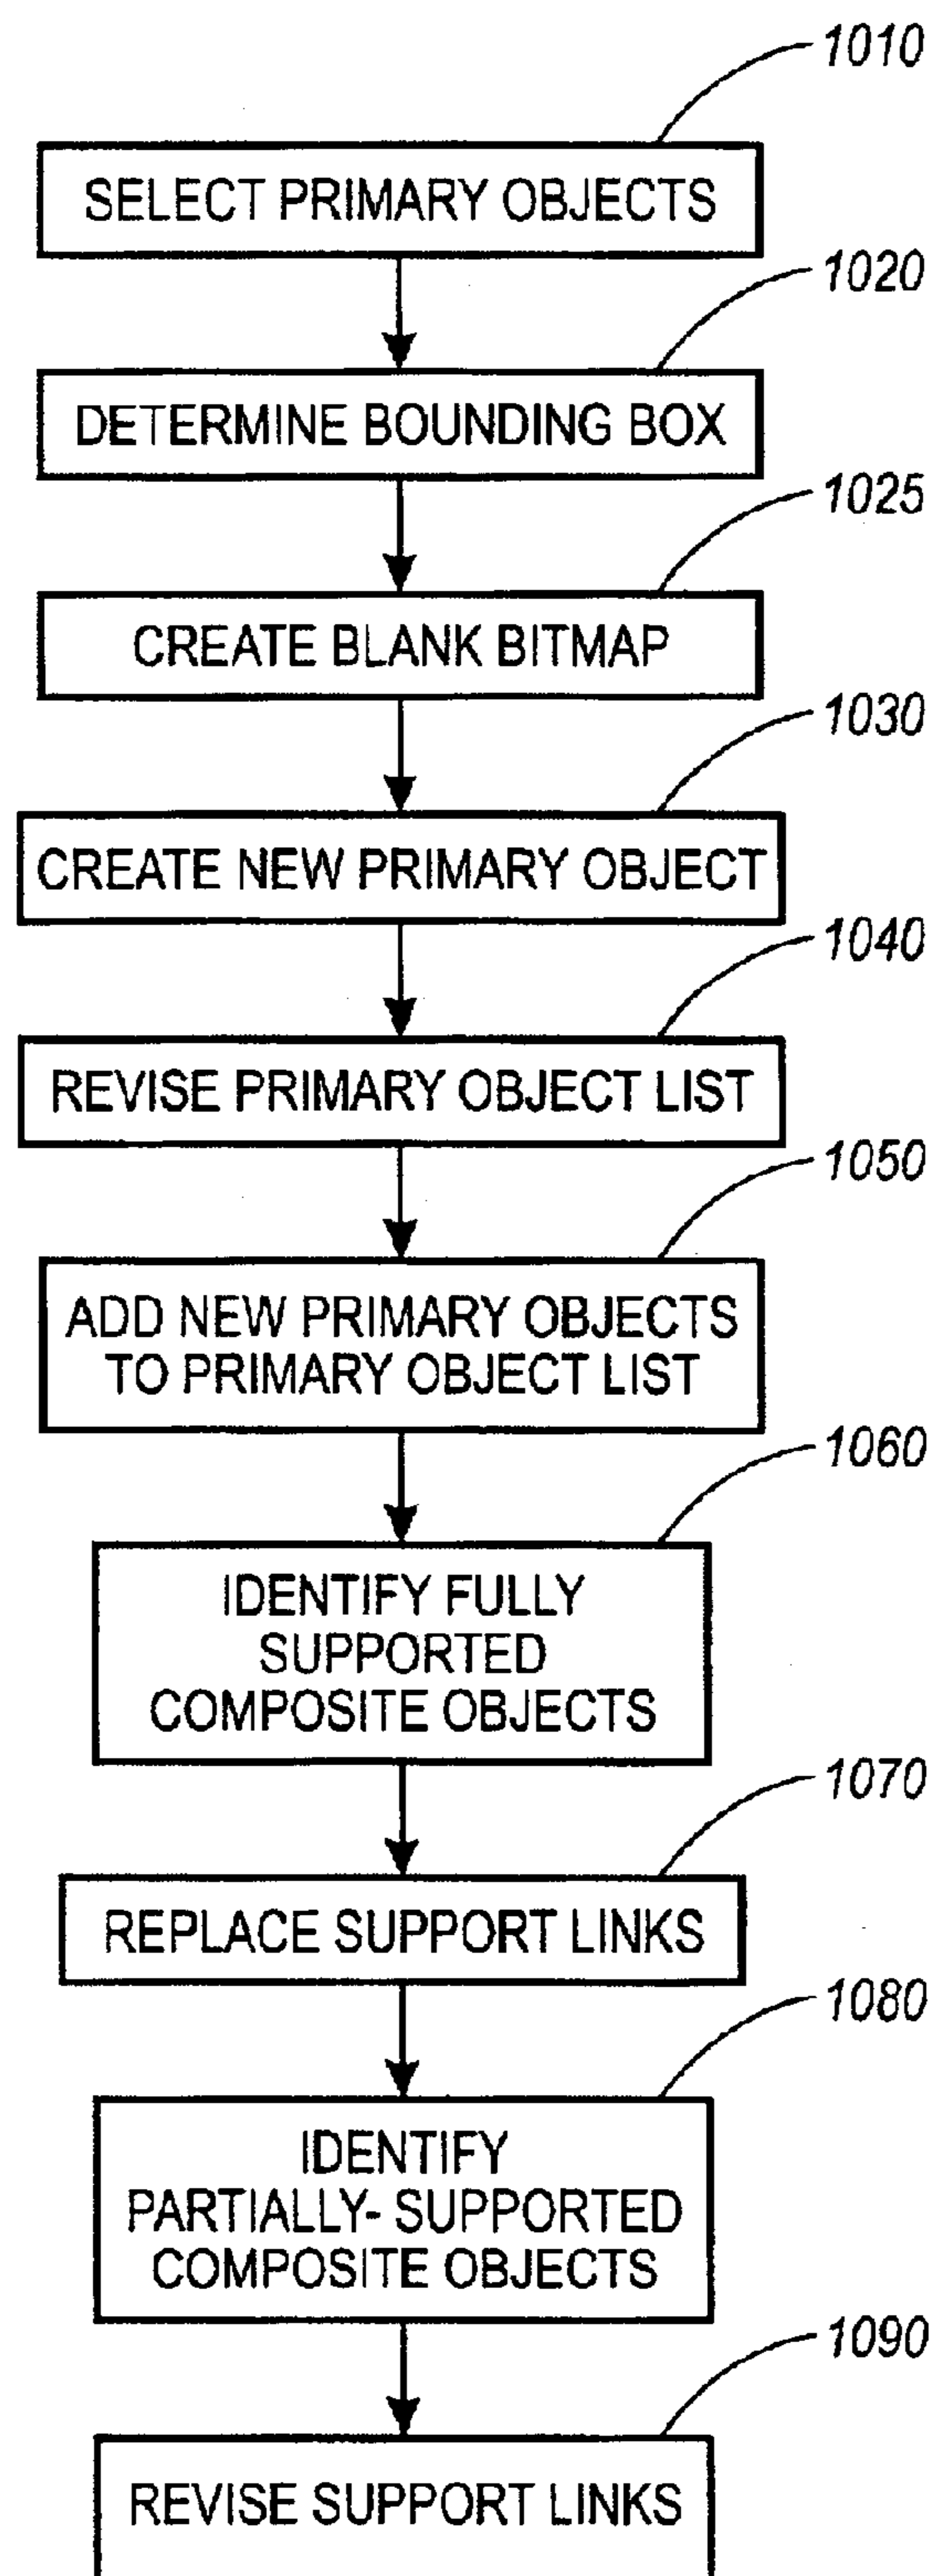 1010
SELECT PRIMARY OBJECTS
1020
DETERMINE BOUNDING BOX
1025
CREATE BLANK BITMAP
1030
CREATE NEW PRIMARY OBJECT
1040
REVISE PRIMARY OBJECT LIST
1050
ADD NEW PRIMARY OBJECTS
TO PRIMARY OBJECT LIST
1060
IDENTIFY FULLY
SUPPORTED
COMPOSITE OBJECTS
1070
REPLACE SUPPORT LINKS
1080
IDENTIFY
PARTIALLY- SUPPORTED
COMPOSITE OBJECTS
1090
REVISE SUPPORT LINKS